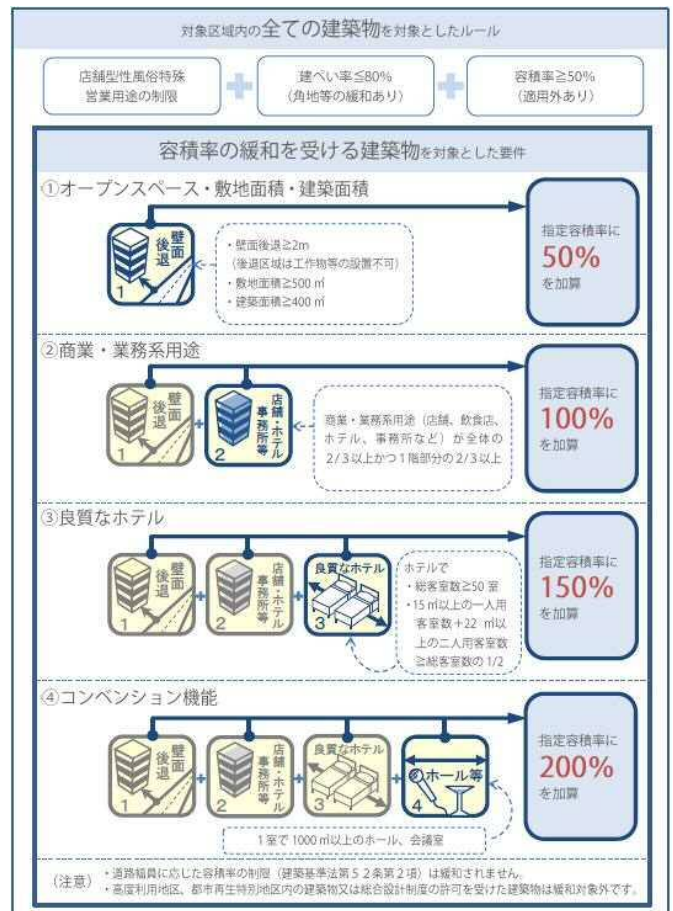 対象区域内の全ての建築物を対象としたルール
店舗型性風俗特殊
営業用途の制限
建ぺい率≦80%
（角地等の緩和あり）
容積率≧50%
（適用外あり）
容積率の緩和を受ける建築物を対象とした要件
①オープンスペース・敷地面積・建築面積
壁面
後退
1
・壁面後退≧2m
（後退区域は工作物等の設置不可）
・敷地面積≧500 ㎡
・建築面積≧400 ㎡
指定容積率に
50%
を加算
②商業・業務系用途
壁面
後退
1
+
店舗・ホテル
事務所等
2
商業・業務系用途（店舗、飲食店、
ホテル、事務所など）が全体の
2/3以上かつ1階部分の2/3以上
指定容積率に
100%
を加算
③良質なホテル
壁面
後退
1
+
店舗・ホテル
事務所等
2
+
良質なホテル
3
ホテルで
・総客室数≧50 室
・15 ㎡以上の一人用
客室数＋22 ㎡以
上の二人用客室数
≧総客室数の 1/2
指定容積率に
150%
を加算
④コンベンション機能
壁面
後退
1
+
店舗・ホテル
事務所等
2
+
良質なホテル
3
+
ホール等
4
1室で 1000 ㎡以上のホール、会議室
指定容積率に
200%
を加算
（注意）・道路幅員に応じた容積率の制限（建築基準法第５２条第２項）は緩和されません。
・高度利用地区、都市再生特別地区内の建築物又は総合設計制度の許可を受けた建築物は緩和対象外です。